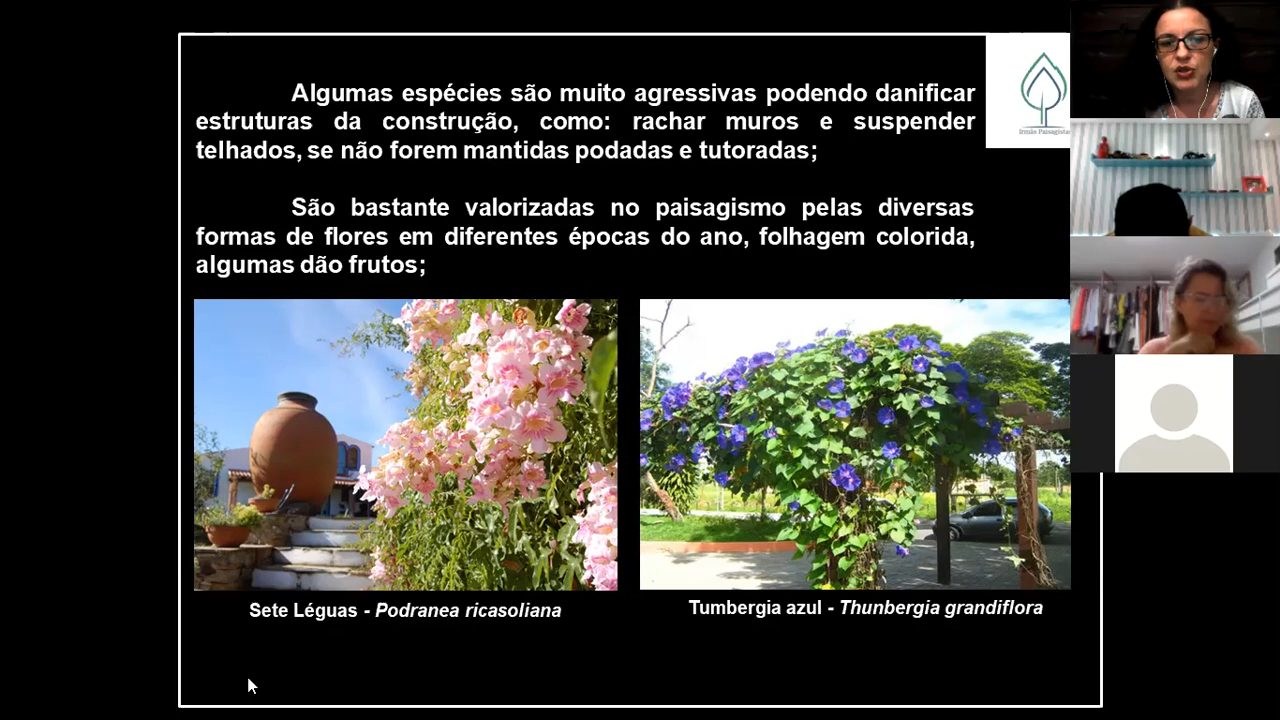 Algumas espécies são muito agressivas podendo danificar
estruturas da construção, como: rachar muros e suspender
telhados, se não forem mantidas podadas e tutoradas;
São bastante valorizadas no paisagismo pelas diversas
formas de flores em diferentes épocas do ano, folhagem colorida,
algumas dão frutos;
Irmãs Paisagistas
Sete Léguas - Podranea ricasoliana
Tumbergia azul - Thunbergia grandiflora